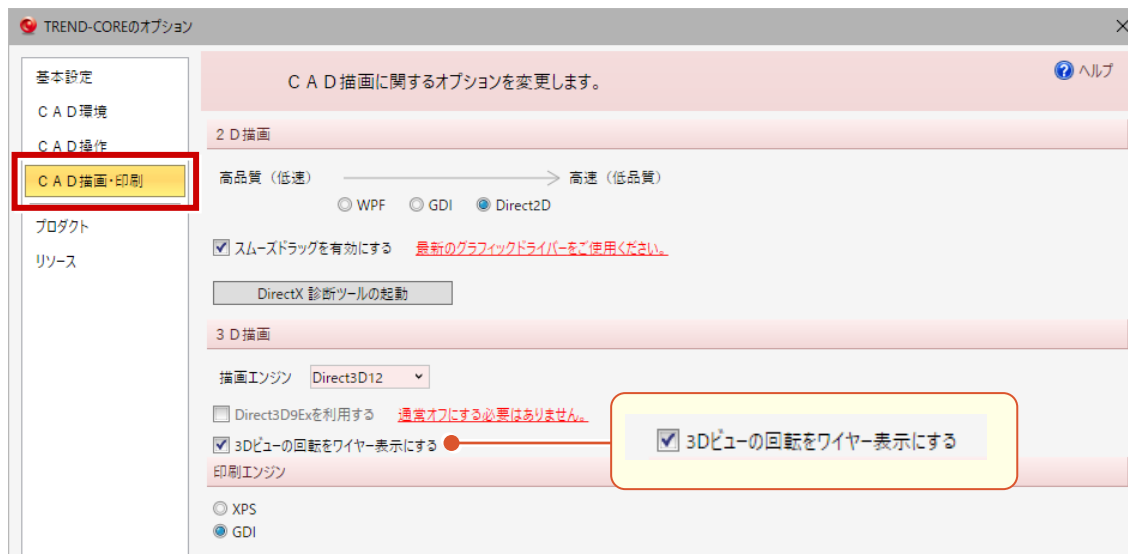 TREND-COREのオプション
基本設定
ＣＡＤ環境
ＣＡＤ操作
ＣＡＤ描画・印刷
プロダクト
リソース
ＣＡＤ描画に関するオプションを変更します。
ヘルプ
２Ｄ描画
高品質（低速） 高速（低品質）
WPF GDI Direct2D
スムーズドラッグを有効にする 最新のグラフィックドライバーをご使用ください。
DirectX 診断ツールの起動
３Ｄ描画
描画エンジン Direct3D12
Direct3D9Exを利用する 通常オフにする必要はありません。
3Dビューの回転をワイヤー表示にする
3Dビューの回転をワイヤー表示にする
印刷エンジン
XPS
GDI